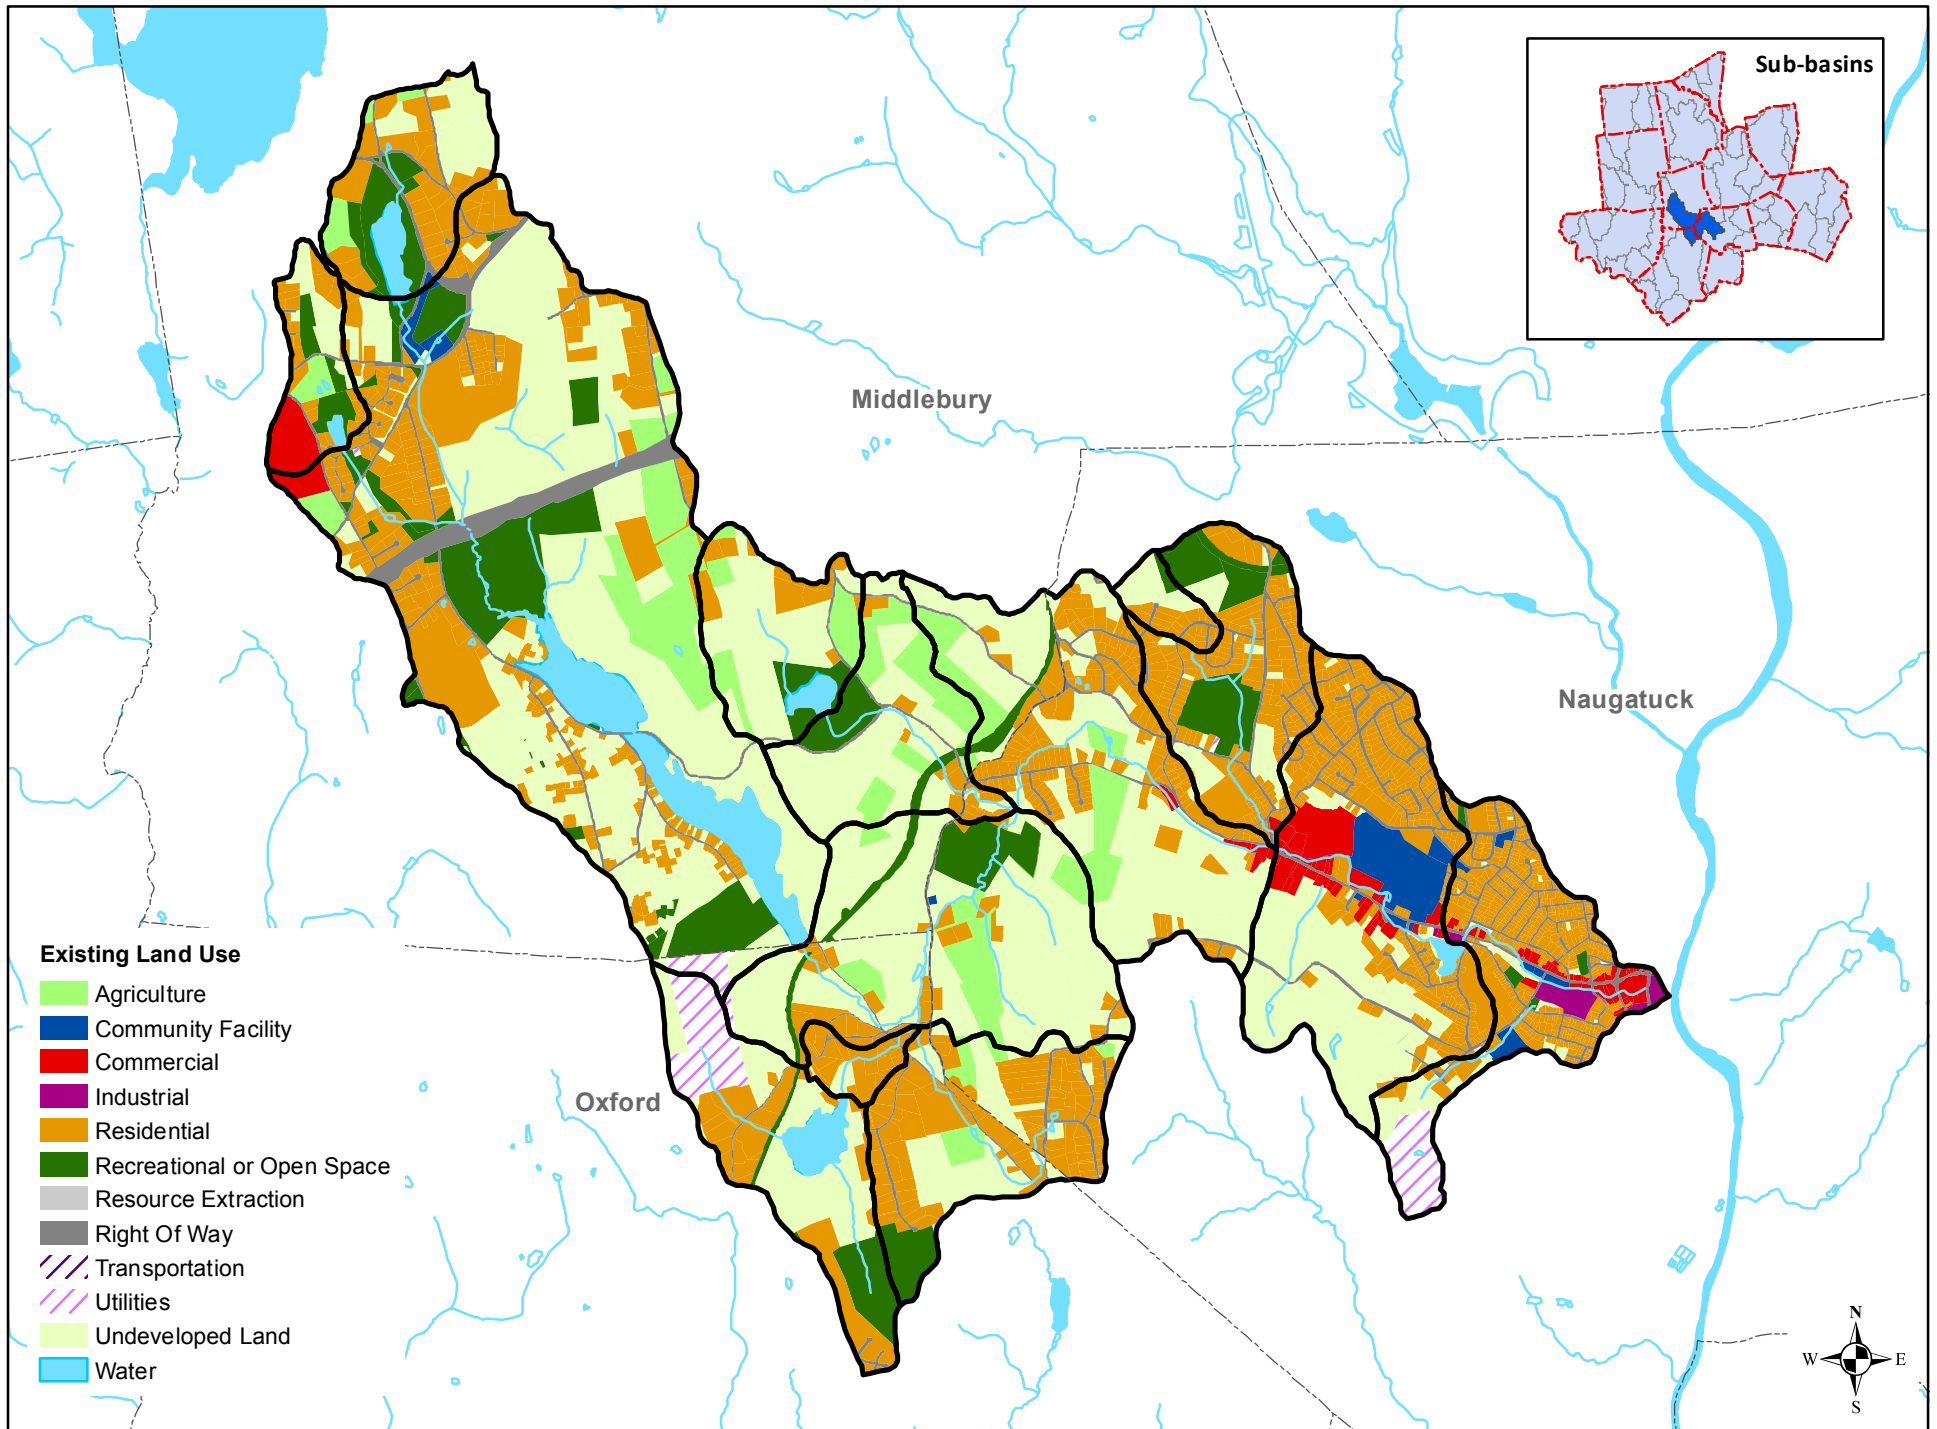 Sub-basins
Middlebury
Naugatuck
Oxford
Existing Land Use
Agriculture
Community Facility
Commercial
Industrial
Residential
Recreational or Open Space
Resource Extraction
Right Of Way
Transportation
Utilities
Undeveloped Land
Water
N
W E
S